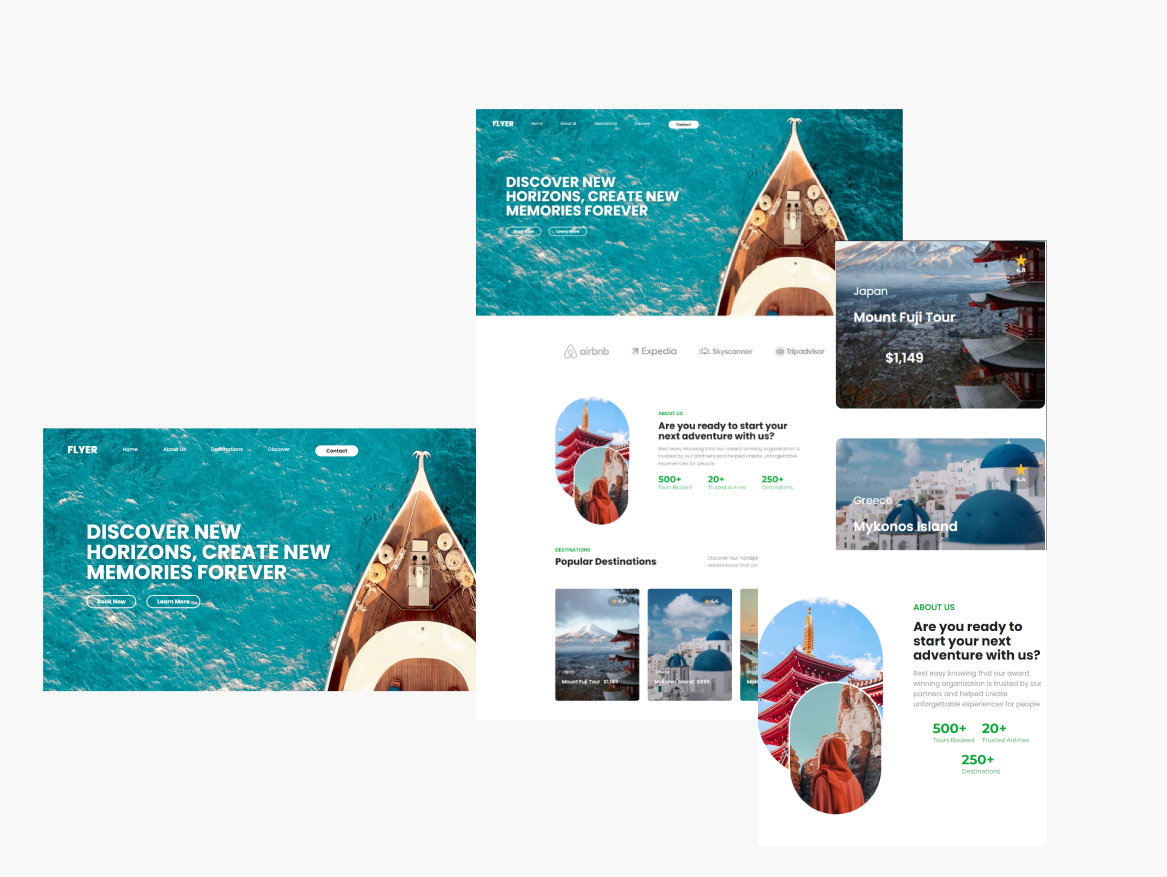 FLYER
Home
About Us
Destinations
Discover
Contact
DISCOVER NEW
HORIZONS, CREATE NEW
MEMORIES FOREVER
Book Now
Learn More
FLYER
Home
About Us
Destinations
Discover
Contact
DISCOVER NEW
HORIZONS, CREATE NEW
MEMORIES FOREVER
Book Now
Learn More
airbnb
Expedia
Skyscanner
Tripadvisor
ABOUT US
Are you ready to start your
next adventure with us?
Rest easy knowing that our award winning organization is
trusted by our partners and helped create unforgettable
experiences for people
500+
Tours Booked
20+
Trusted Airlines
250+
Destinations
DESTINATIONS
Popular Destinations
Discover our
destinations that
Japan
Mount Fuji Tour $1,149
4.4
Mykonos Island
4.8
Japan
Mount Fuji Tour
$1,149
4.4
Greece
Mykonos Island
ABOUT US
Are you ready to
start your next
adventure with us?
Rest easy knowing that our award
winning organization is trusted by our
partners and helped create
unforgettable experiences for people
500+
Tours Booked
20+
Trusted Airlines
250+
Destinations